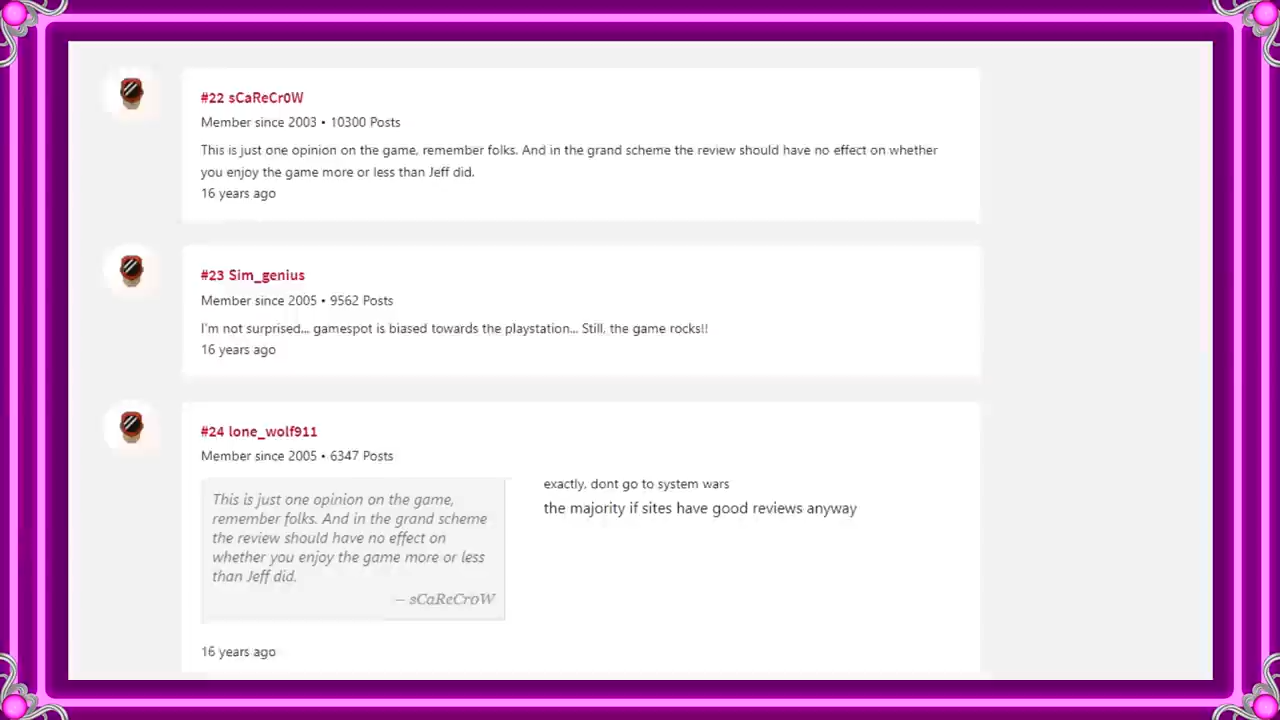 #22 sCaReCr0W
Member since 2003 • 10300 Posts
This is just one opinion on the game, remember folks. And in the grand scheme the review should have no effect on whether
you enjoy the game more or less than Jeff did.
16 years ago
#23 Sim_genius
Member since 2005 • 9562 Posts
I'm not surprised... gamespot is biased towards the playstation... Still, the game rocks!!
16 years ago
#24 lone_wolf911
Member since 2005 • 6347 Posts
This is just one opinion on the game,
remember folks. And in the grand scheme
the review should have no effect on
whether you enjoy the game more or less
than Jeff did.
— sCaReCr0W
exactly, dont go to system wars
the majority if sites have good reviews anyway
16 years ago